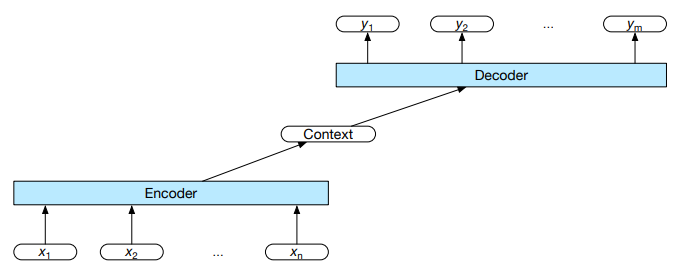 y1 y2 ... ym
Decoder
Context
Encoder
x1 x2 ... xn